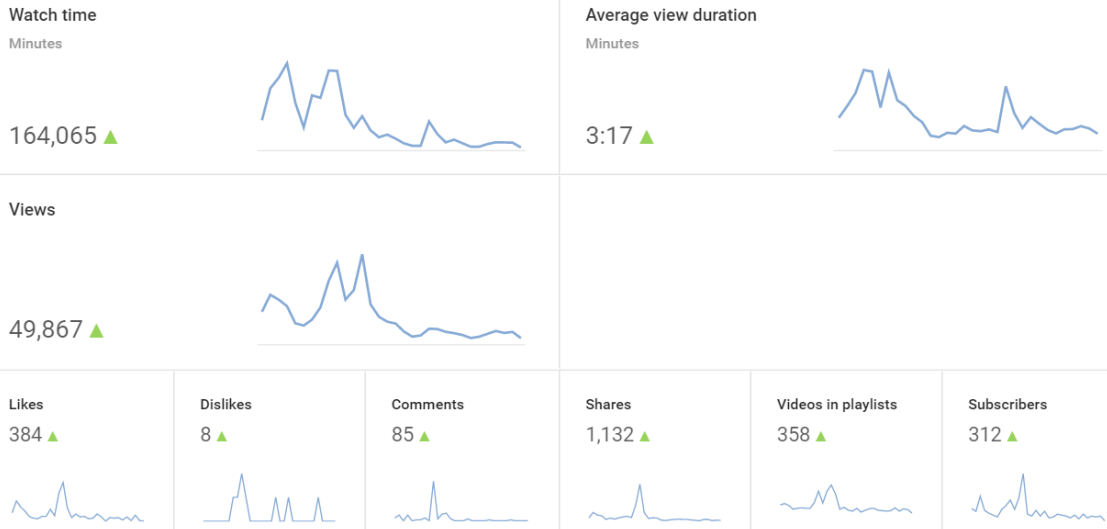 Watch time
Minutes
164,065
Average view duration
Minutes
3:17
Views
49,867
Likes
384
Dislikes
8
Comments
85
Shares
1,132
Videos in playlists
358
Subscribers
312